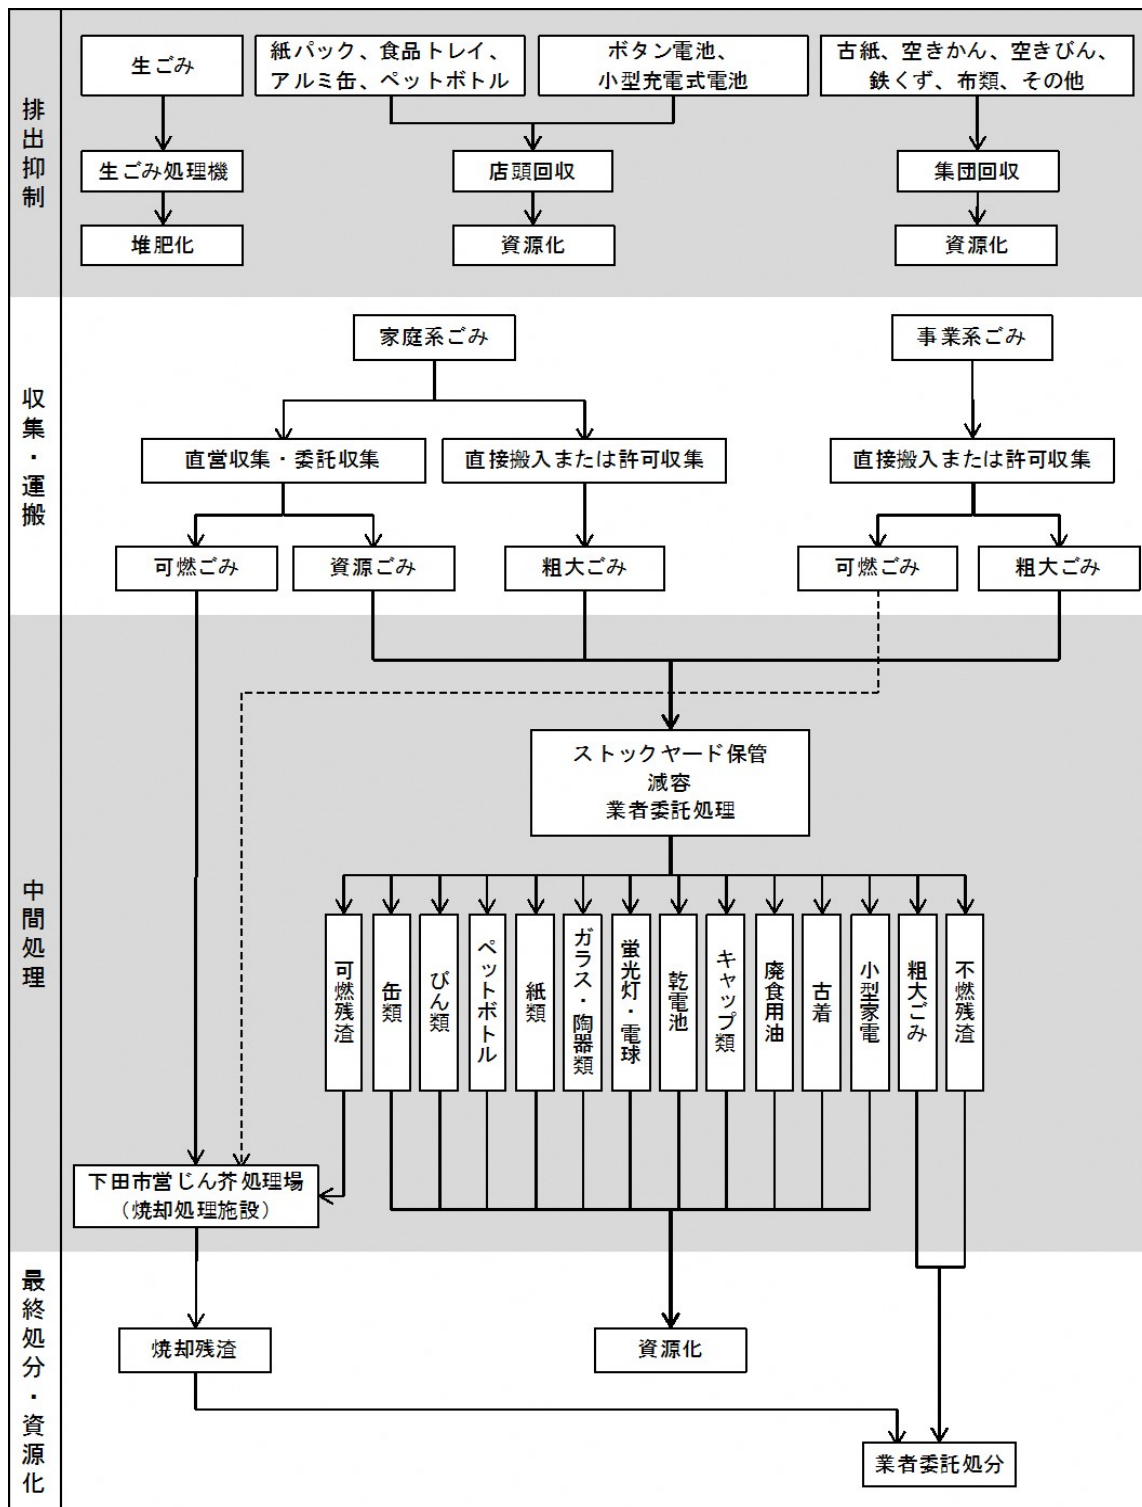 排出抑制
生ごみ
紙パック、食品トレイ、
アルミ缶、ペットボトル
ボタン電池、
小型充電式電池
古紙、空きかん、空きびん、
鉄くず、布類、その他
生ごみ処理機
店頭回収
集団回収
堆肥化
資源化
資源化
収集・運搬
家庭系ごみ
事業系ごみ
直営収集・委託収集
直接搬入または許可収集
直接搬入または許可収集
可燃ごみ
資源ごみ
粗大ごみ
可燃ごみ
粗大ごみ
中間処理
ストックヤード保管
減容
業者委託処理
可燃残渣
缶類
びん類
ペットボトル
紙類
ガラス・陶器類
蛍光灯・電球
乾電池
キャップ類
廃食用油
古着
小型家電
粗大ごみ
不燃残渣
下田市営じん芥処理場
（焼却処理施設）
最終処分・資源化
焼却残渣
資源化
業者委託処分